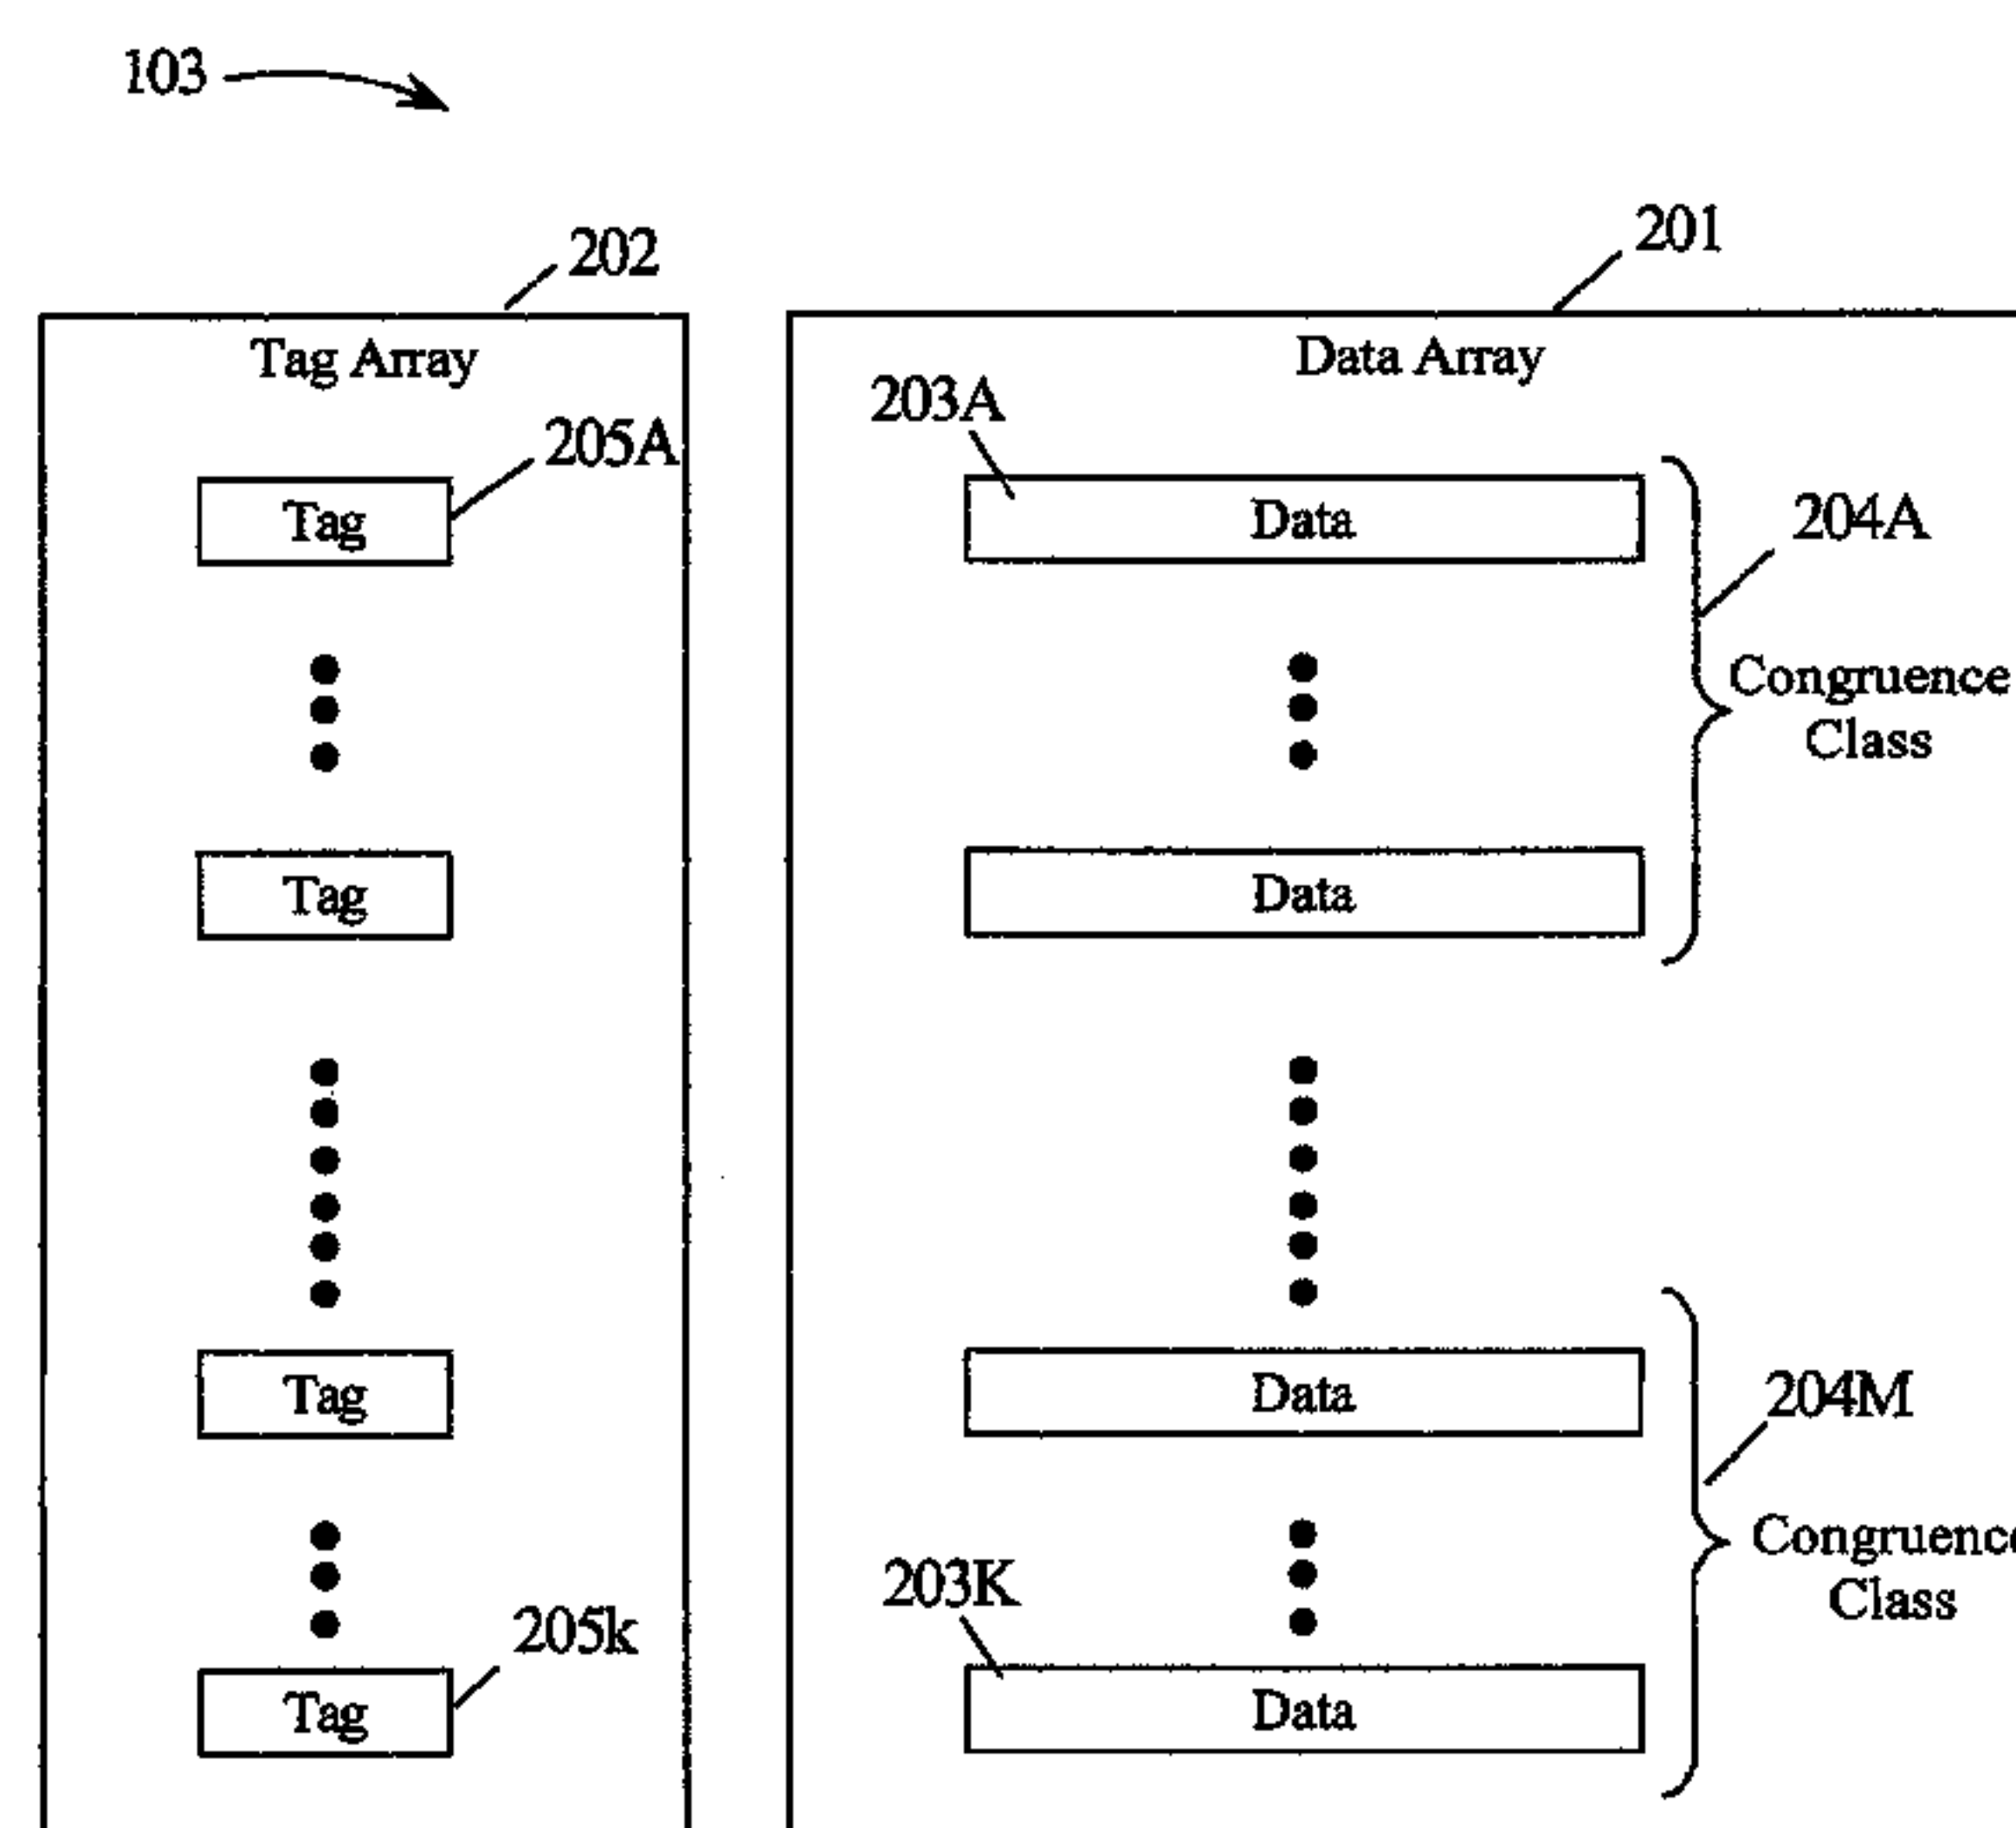 103
202
201
Tag Array
Data Array
203A
205A
Tag
Data
204A
Congruence
Class
Tag
Data
Tag
Data
204M
Congruence
Class
203K
205k
Tag
Data